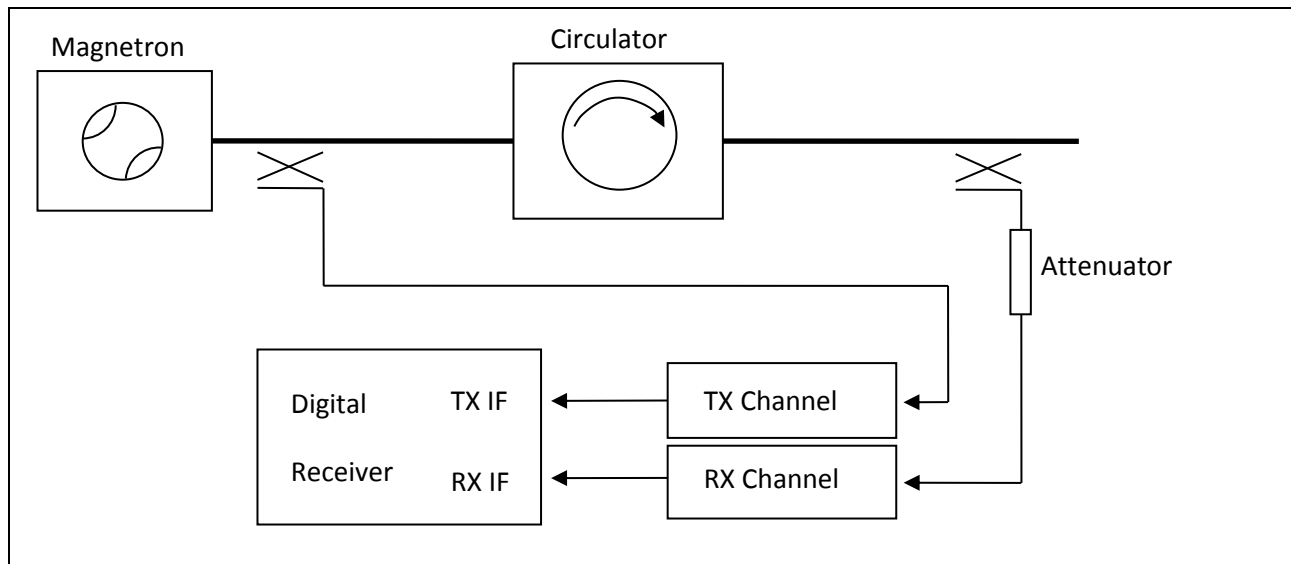 Magnetron
Circulator
Attenuator
Digital
Receiver
TX IF
RX IF
TX Channel
RX Channel